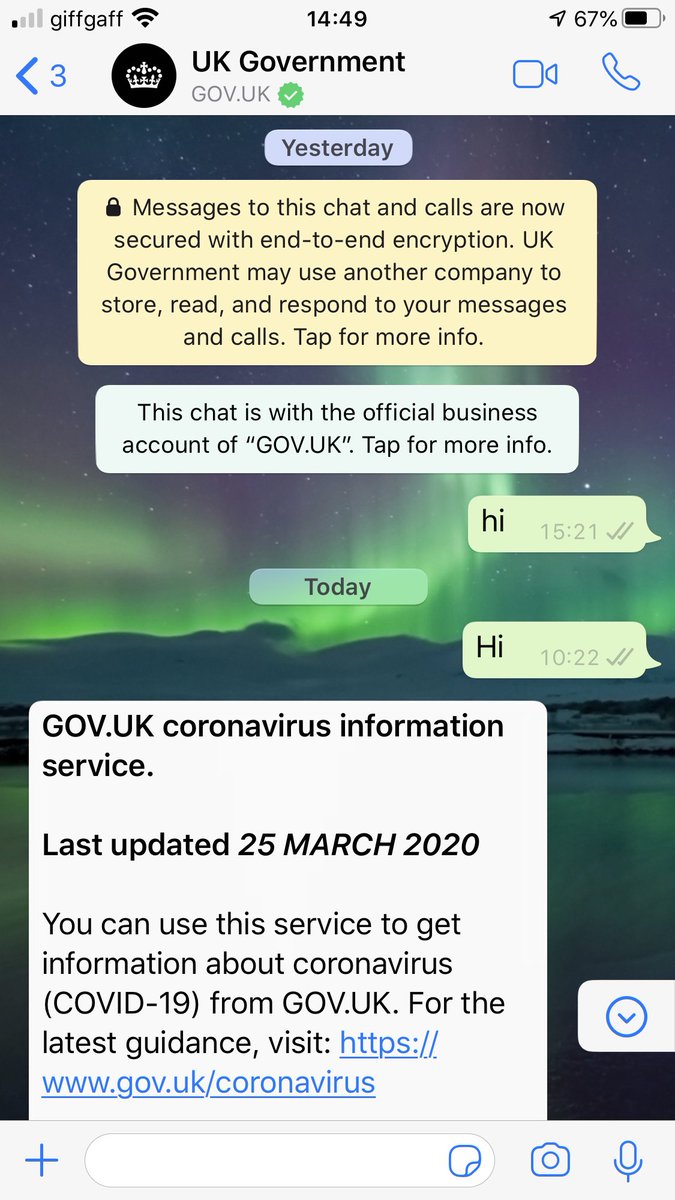 giffgaff 14:49 67%
3 UK Government
GOV.UK
Yesterday
Messages to this chat and calls are now
secured with end-to-end encryption. UK
Government may use another company to
store, read, and respond to your messages
and calls. Tap for more info.
This chat is with the official business
account of “GOV.UK”. Tap for more info.
hi 15:21
Today
Hi 10:22
GOV.UK coronavirus information
service.
Last updated 25 MARCH 2020
You can use this service to get
information about coronavirus
(COVID-19) from GOV.UK. For the
latest guidance, visit: https://
www.gov.uk/coronavirus